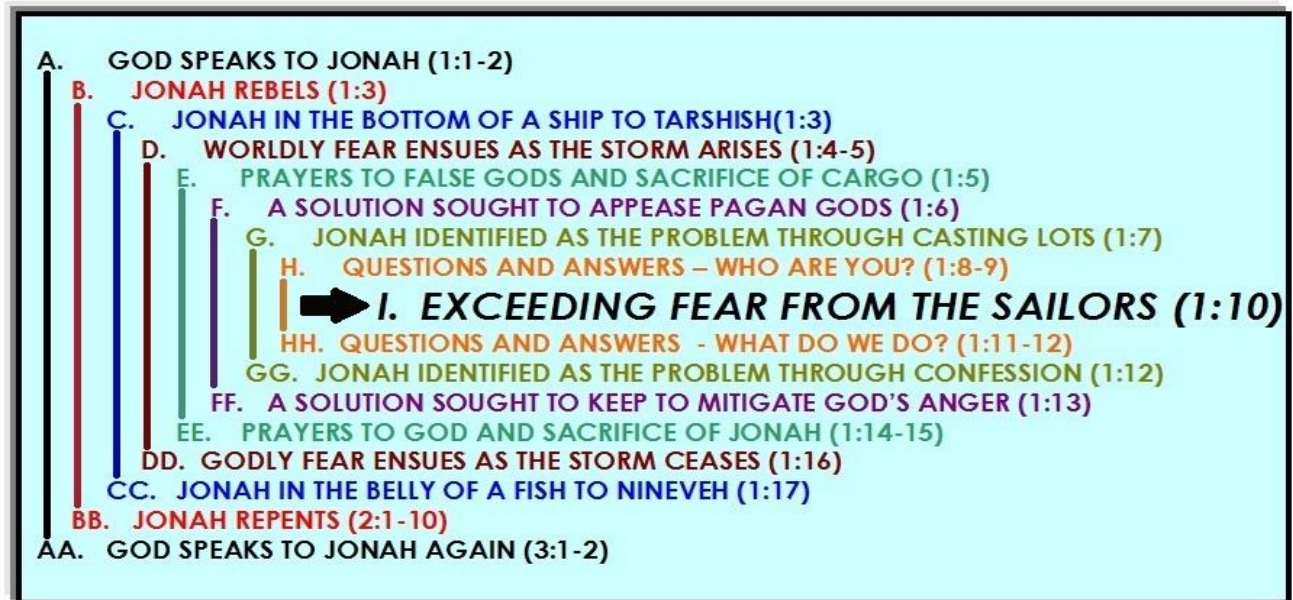 A. GOD SPEAKS TO JONAH (1:1-2)
B. JONAH REBELS (1:3)
C. JONAH IN THE BOTTOM OF A SHIP TO TARSHISH(1:3)
D. WORLDLY FEAR ENSUES AS THE STORM ARISES (1:4-5)
E. PRAYERS TO FALSE GODS AND SACRIFICE OF CARGO (1:5)
F. A SOLUTION SOUGHT TO APPEASE PAGAN GODS (1:6)
G. JONAH IDENTIFIED AS THE PROBLEM THROUGH CASTING LOTS (1:7)
H. QUESTIONS AND ANSWERS – WHO ARE YOU? (1:8-9)
I. EXCEEDING FEAR FROM THE SAILORS (1:10)
HH. QUESTIONS AND ANSWERS - WHAT DO WE DO? (1:11-12)
GG. JONAH IDENTIFIED AS THE PROBLEM THROUGH CONFESSION (1:12)
FF. A SOLUTION SOUGHT TO KEEP TO MITIGATE GOD'S ANGER (1:13)
EE. PRAYERS TO GOD AND SACRIFICE OF JONAH (1:14-15)
DD. GODLY FEAR ENSUES AS THE STORM CEASES (1:16)
CC. JONAH IN THE BELLY OF A FISH TO NINEVEH (1:17)
BB. JONAH REPENTS (2:1-10)
AA. GOD SPEAKS TO JONAH AGAIN (3:1-2)